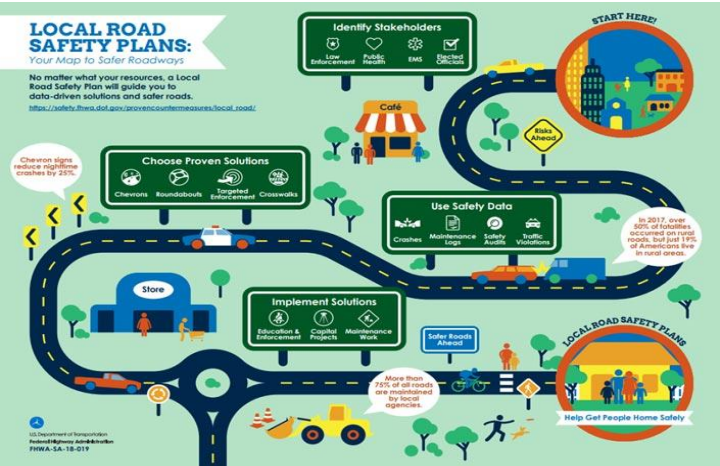 LOCAL ROAD
SAFETY PLANS:
Your Map to Safer Roadways
No matter what your resources, a Local
Road Safety Plan will guide you to
data-driven solutions and safer roads.
https://safety.fhwa.dot.gov/provencountermeasures/local_road/
Identify Stakeholders
Law
Enforcement
Public
Health
EMS
Elected
Officials
START HERE!
Café
Risks
Ahead
Chevron signs
reduce nighttime
crashes by 25%.
Choose Proven Solutions
Chevrons
Roundabouts
Targeted
Enforcement
Crosswalks
Use Safety Data
Crashes
Maintenance
Logs
Safety
Audits
Traffic
Violations
In 2017, over
50% of fatalities
occurred on rural
roads, but just 19%
of Americans live
in rural areas.
Store
Implement Solutions
Education &
Enforcement
Capital
Projects
Maintenance
Work
Safer Roads
Ahead
LOCAL ROAD SAFETY PLANS
Help Get People Home Safely
More than
75% of all roads
are maintained
by local
agencies.
U.S. Department of Transportation
Federal Highway Administration
FHWA-SA-18-019